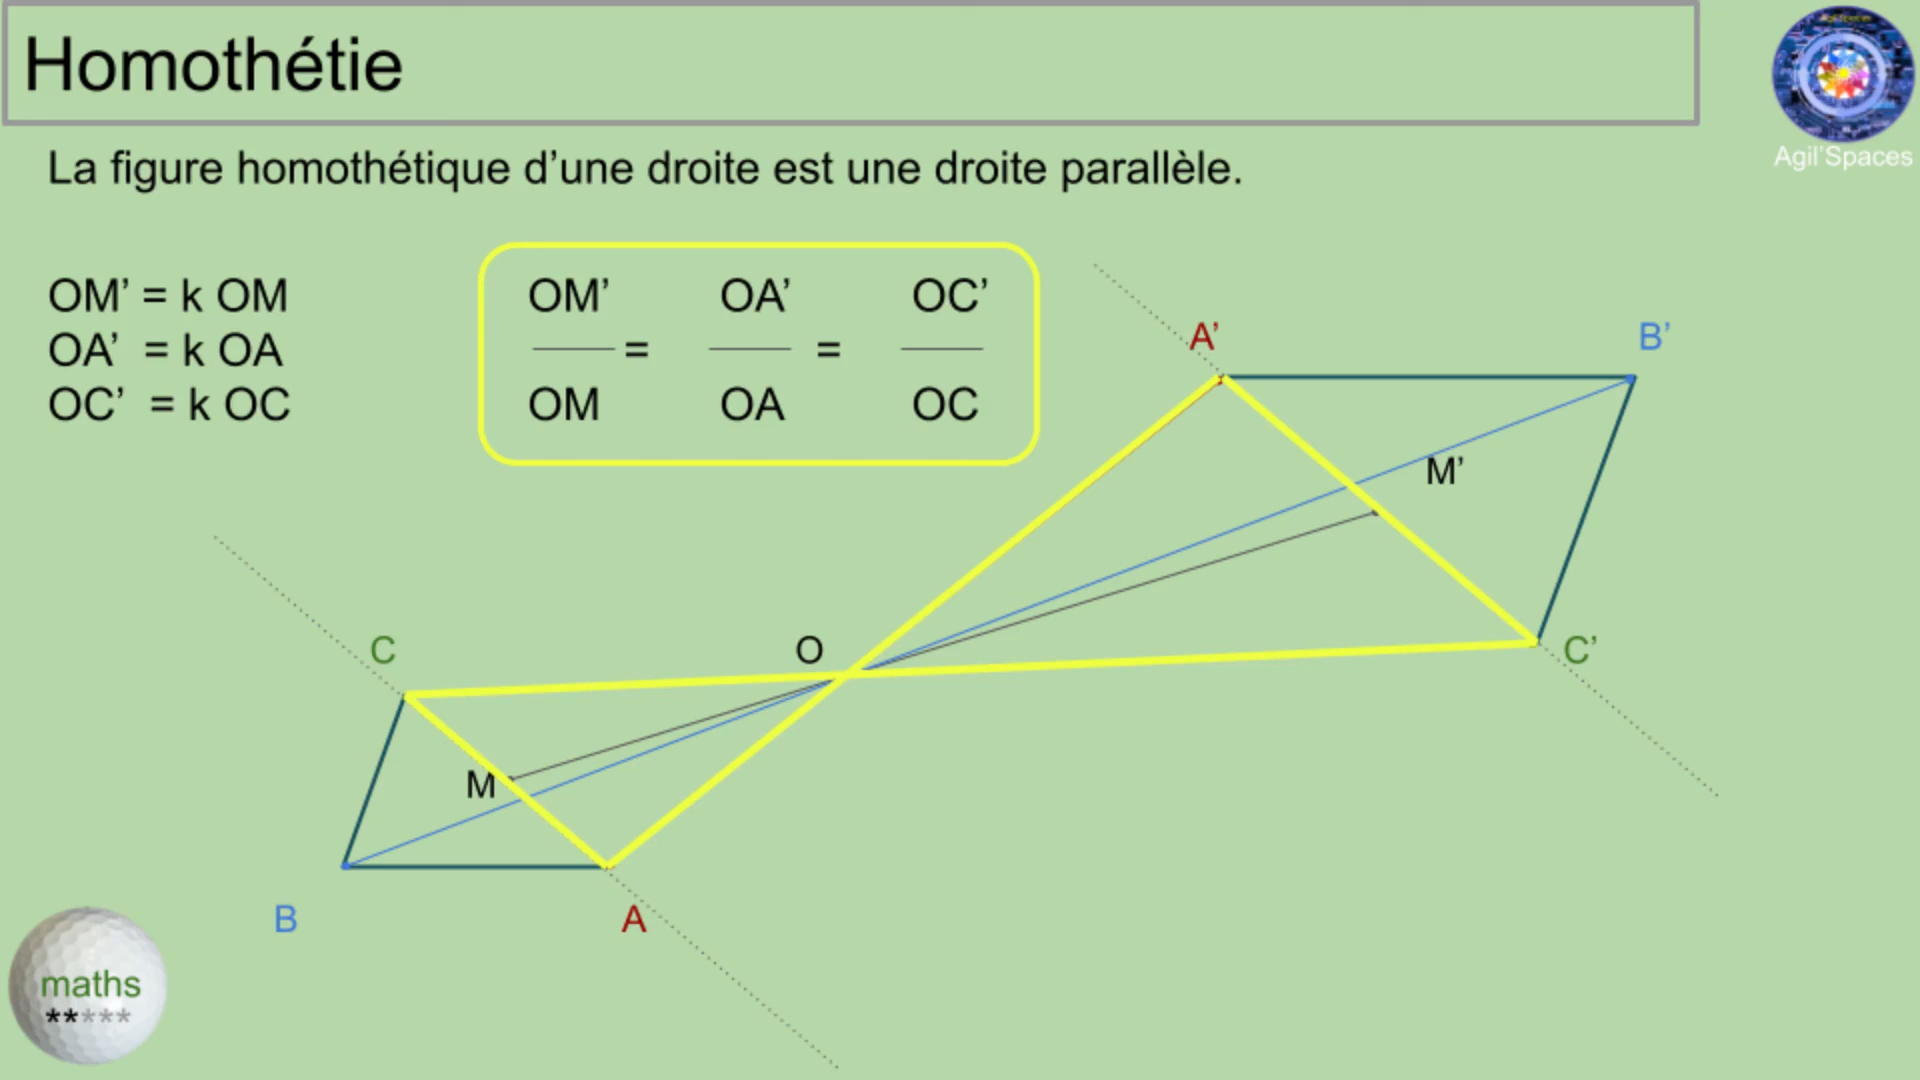 Homothétie
Agil'Spaces
La figure homothétique d’une droite est une droite parallèle.
OM’ = k OM
OA’ = k OA
OC’ = k OC
OM’ OA’ OC’
= =
OM OA OC
A’
B’
M’
C
O
C’
M
B
A
maths
*****